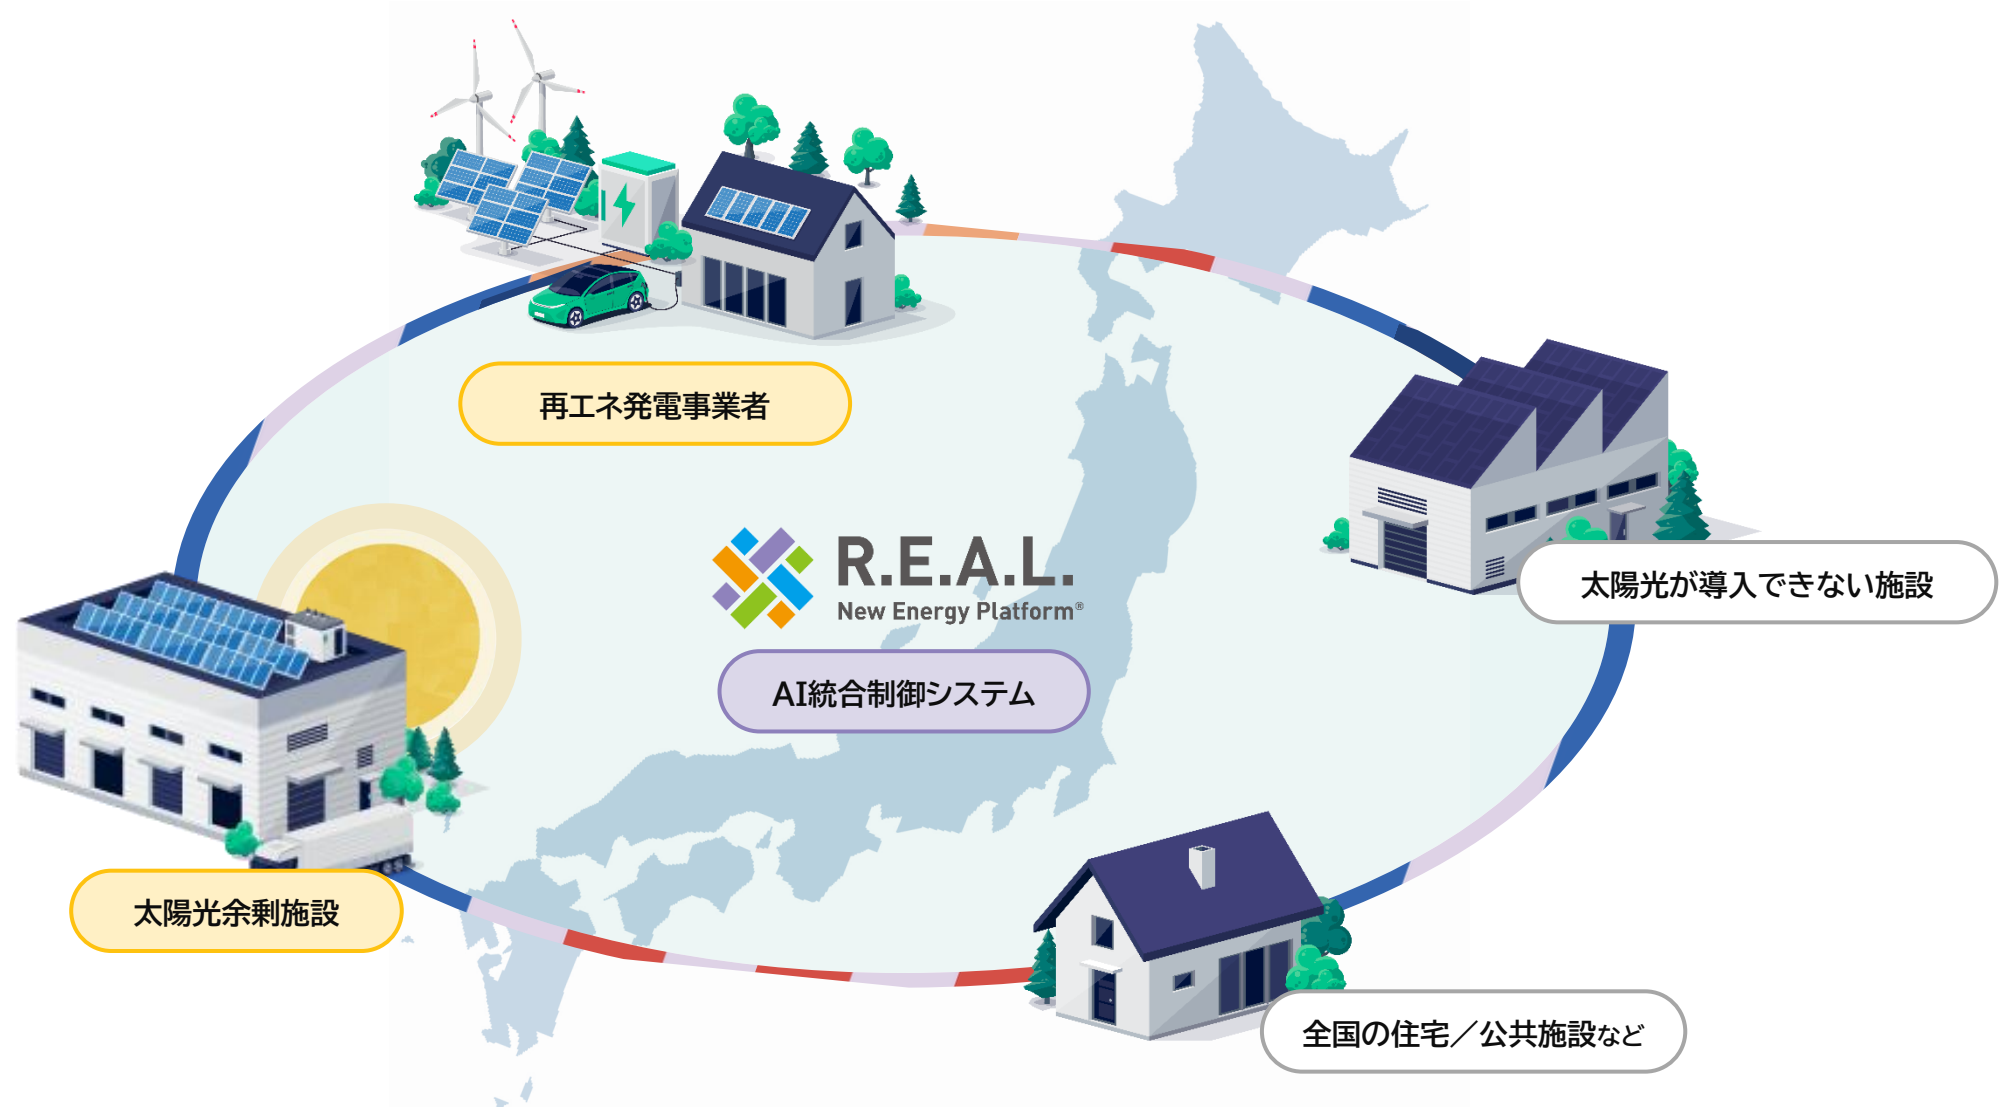 再エネ発電事業者
R.E.A.L.
New Energy Platform®
太陽光が導入できない施設
AI統合制御システム
太陽光余剰施設
全国の住宅／公共施設など